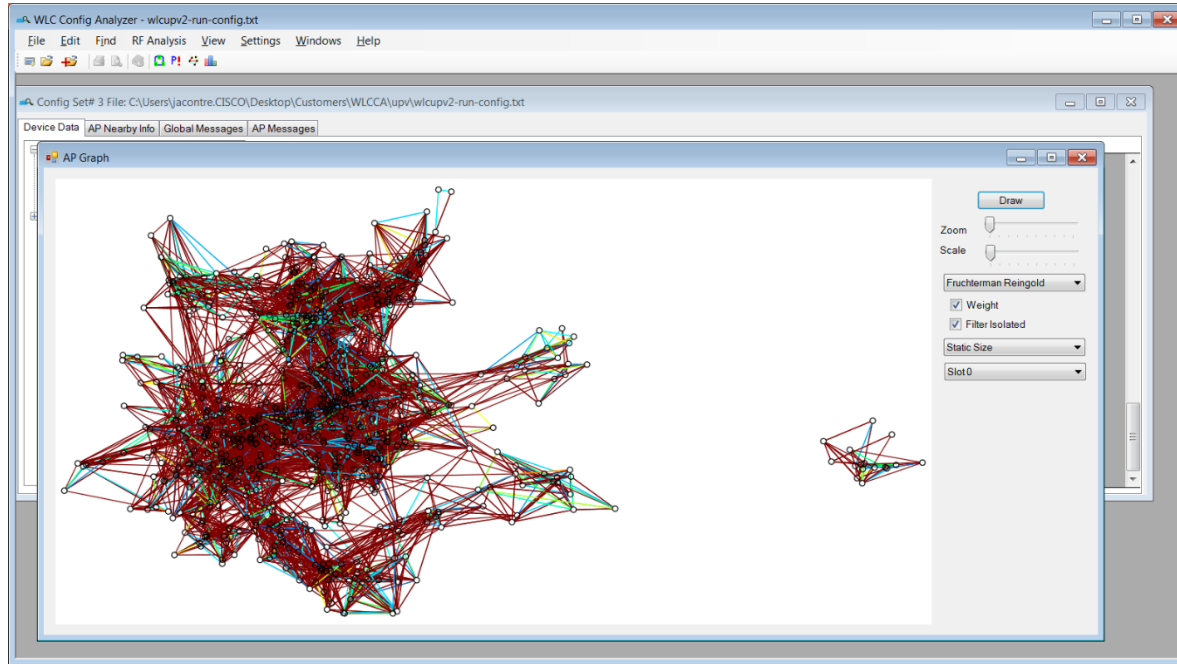 WLC Config Analyzer - wlcupv2-run-config.txt
File Edit Find RF Analysis View Settings Windows Help
P!
Config Set# 3 File: C:\Users\jacontre.CISCO\Desktop\Customers\WLCCA\upv\wlcupv2-run-config.txt
Device Data AP Nearby Info Global Messages AP Messages
AP Graph
Draw
Zoom
Scale
Fruchterman Reingold
Weight
Filter Isolated
Static Size
Slot0